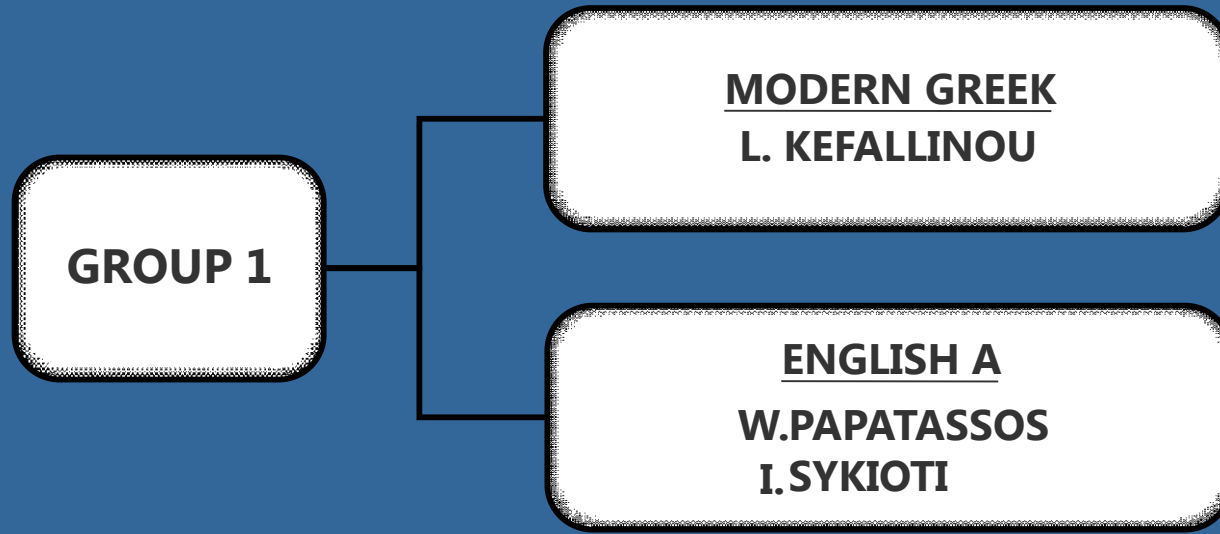 GROUP 1
MODERN GREEK
L. KEFALLINOU
ENGLISH A
W.PAPATASSOS
I.SYKIOTI